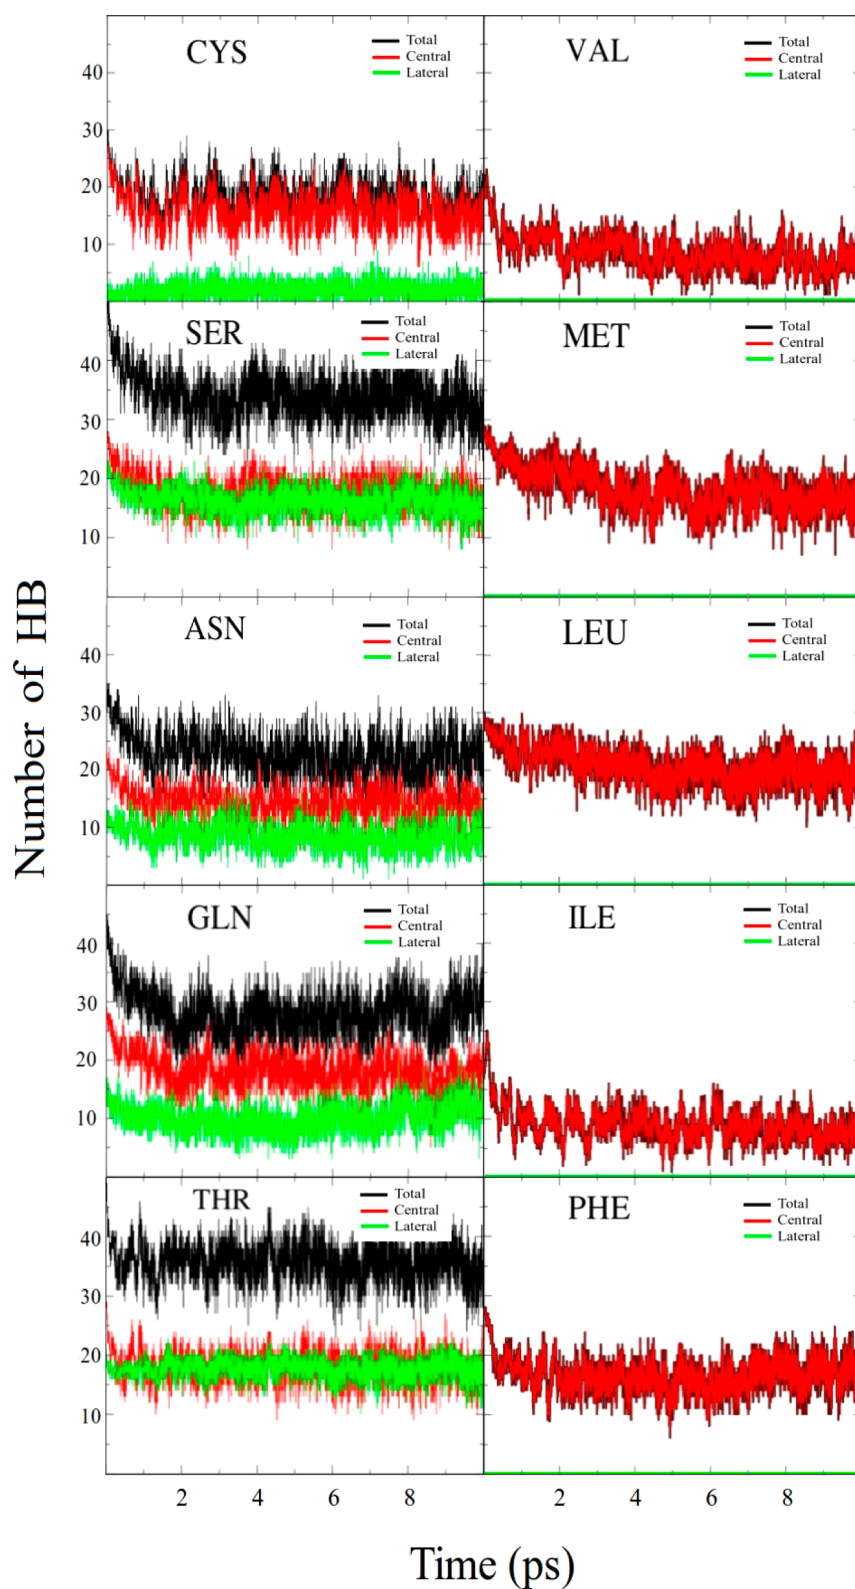 CYS
Total
Central
Lateral
40
30
20
10
VAL
Total
Central
Lateral
SER
Total
Central
Lateral
40
30
20
10
MET
Total
Central
Lateral
ASN
Total
Central
Lateral
40
30
20
10
LEU
Total
Central
Lateral
GLN
Total
Central
Lateral
40
30
20
10
ILE
Total
Central
Lateral
THR
Total
Central
Lateral
40
30
20
10
PHE
Total
Central
Lateral
2 4 6 8
2 4 6 8
Number of HB
Time (ps)